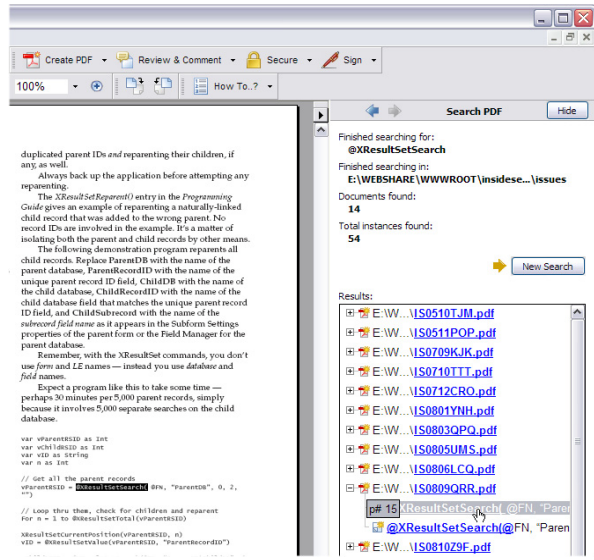 Create PDF
Review & Comment
Secure
Sign
100%
How To..?
duplicated parent IDs and reparenting their children, if
any, as well.
Always back up the application before attempting any
reparenting.
The XResultSetReparent() entry in the Programming
Guide gives an example of reparenting a naturally-linked
child record that was added to the wrong parent. No
record IDs are involved in the example. It's a matter of
isolating both the parent and child records by other means.
The following demonstration program reparents all
child records. Replace ParentDB with the name of the
parent database, ParentRecordID with the name of the
unique parent record ID field, ChildDB with the name of
the child database, ChildRecordID with the name of the
child database field that matches the unique parent record
ID field, and ChildSubrecord with the name of the
subrecord field name as it appears in the Subform Settings
properties of the parent form or the Field Manager for the
parent database.
Remember, with the XResultSet commands, you don't
use form and LE names — instead you use database and
field names.
Expect a program like this to take some time —
perhaps 30 minutes per 5,000 parent records, simply
because it involves 5,000 separate searches on the child
database.
var vParentRSID as Int
var vChildRSID as Int
var vID as String
var n as Int
// Get all the parent records
vParentRSID = @XResultSetSearch( @FN, "ParentDB", 0, 2,
"")
// Loop thru them, check for children and reparent
For n = 1 to @XResultSetTotal(vParentRSID)
XResultSetCurrentPosition(vParentRSID, n)
vID = @XResultSetValue(vParentRSID, "ParentRecordID")
Search PDF
Hide
Finished searching for:
@XResultSetSearch
Finished searching in:
E:\WEBSHARE\WWWROOT\insidese...\issues
Documents found:
14
Total instances found:
54
New Search
Results:
E:\W...\IS0510TJM.pdf
E:\W...\IS0511POP.pdf
E:\W...\IS0709KJK.pdf
E:\W...\IS0710TTT.pdf
E:\W...\IS0712CRO.pdf
E:\W...\IS0801YNH.pdf
E:\W...\IS0803QPQ.pdf
E:\W...\IS0805UMS.pdf
E:\W...\IS0806LCQ.pdf
E:\W...\IS0809QRR.pdf
p# 15 XResultSetSearch( @FN, "Paren
@XResultSetSearch(@FN, "Paren
E:\W...\IS0810Z9F.pdf